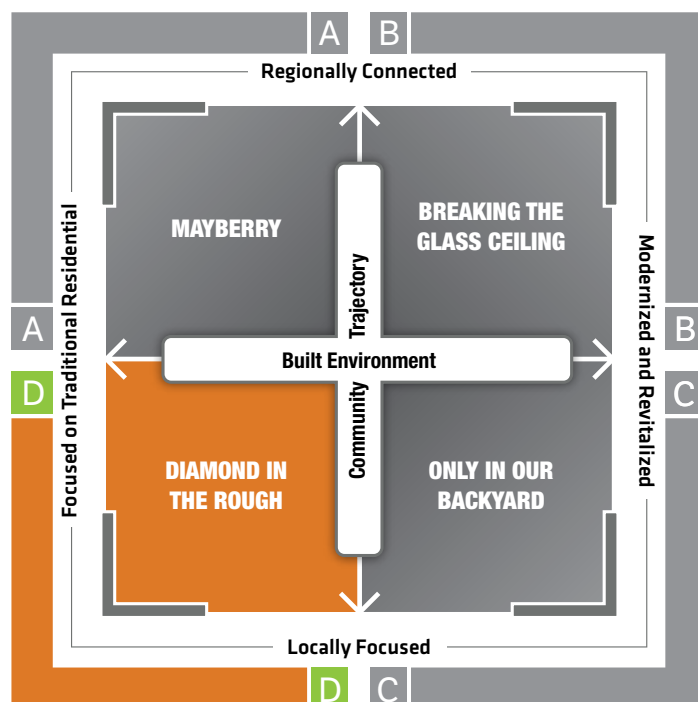 A B
Regionally Connected
MAYBERRY
BREAKING THE
GLASS CEILING
Focused on Traditional Residential
Modernized and Revitalized
A
B
Built Environment
Community Trajectory
D
C
DIAMOND IN
THE ROUGH
ONLY IN OUR
BACKYARD
Locally Focused
D C